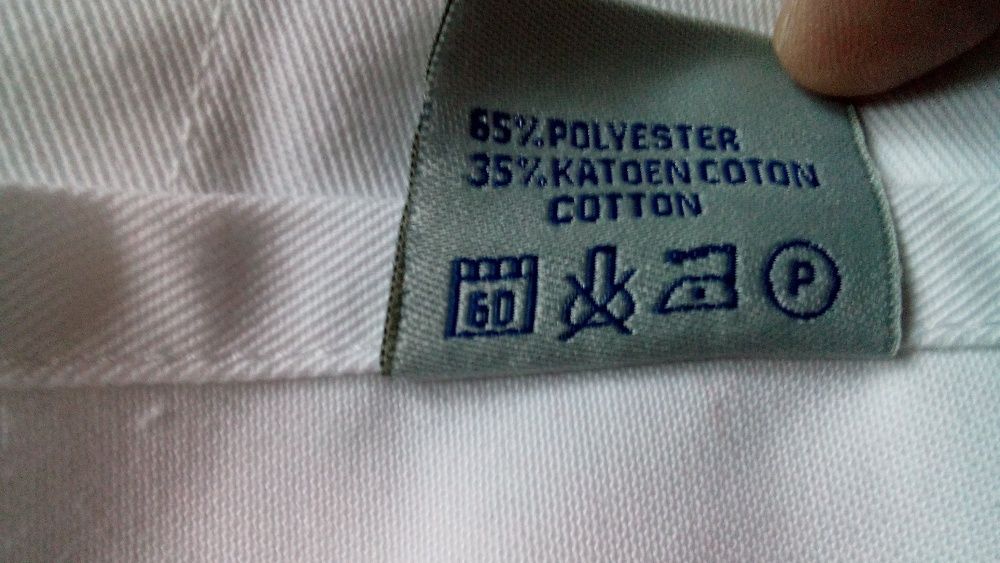 65% POLYESTER
35% KATOEN COTON
COTTON
60 P